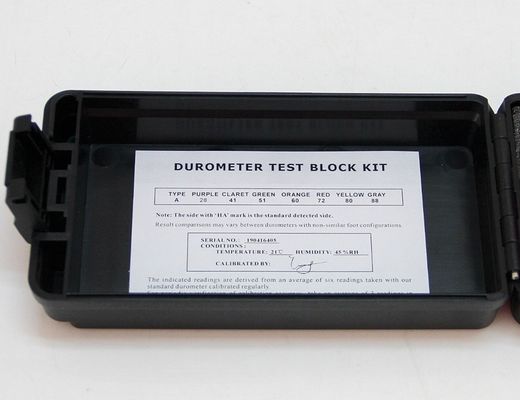 DUROMETER TEST BLOCK KIT
TYPE PURPLE CLARET GREEN ORANGE RED YELLOW GRAY
A 28 41 51 60 72 80 88
Note: The side with 'HA' mark is the standard detected side.
Result comparisons may vary between durometers with non-similar foot configurations
SERIAL NO.: 190416405
CONDITIONS:
TEMPERATURE: 21℃ HUMIDITY: 45%RH
CALIBRATED BY:
The indicated readings are derived from an average of six readings taken with our
standard durometer calibrated regularly.